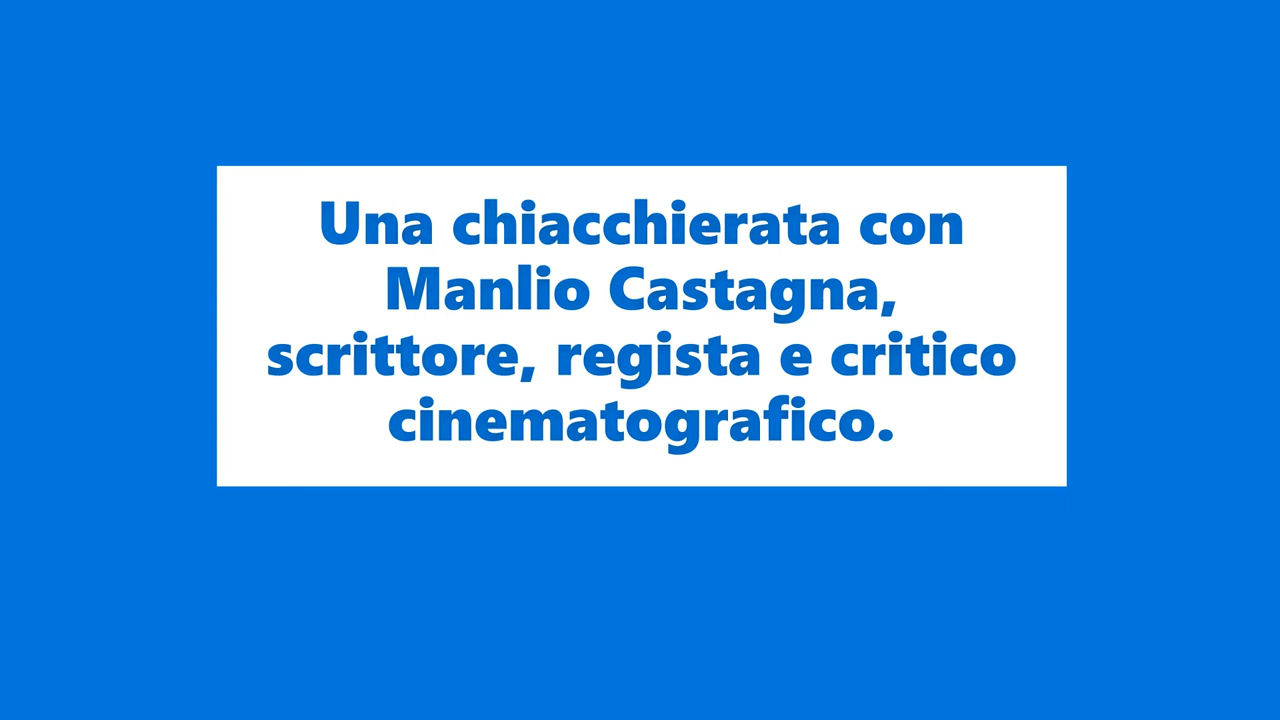 Una chiacchierata con
Manlio Castagna,
scrittore, regista e critico
cinematografico.